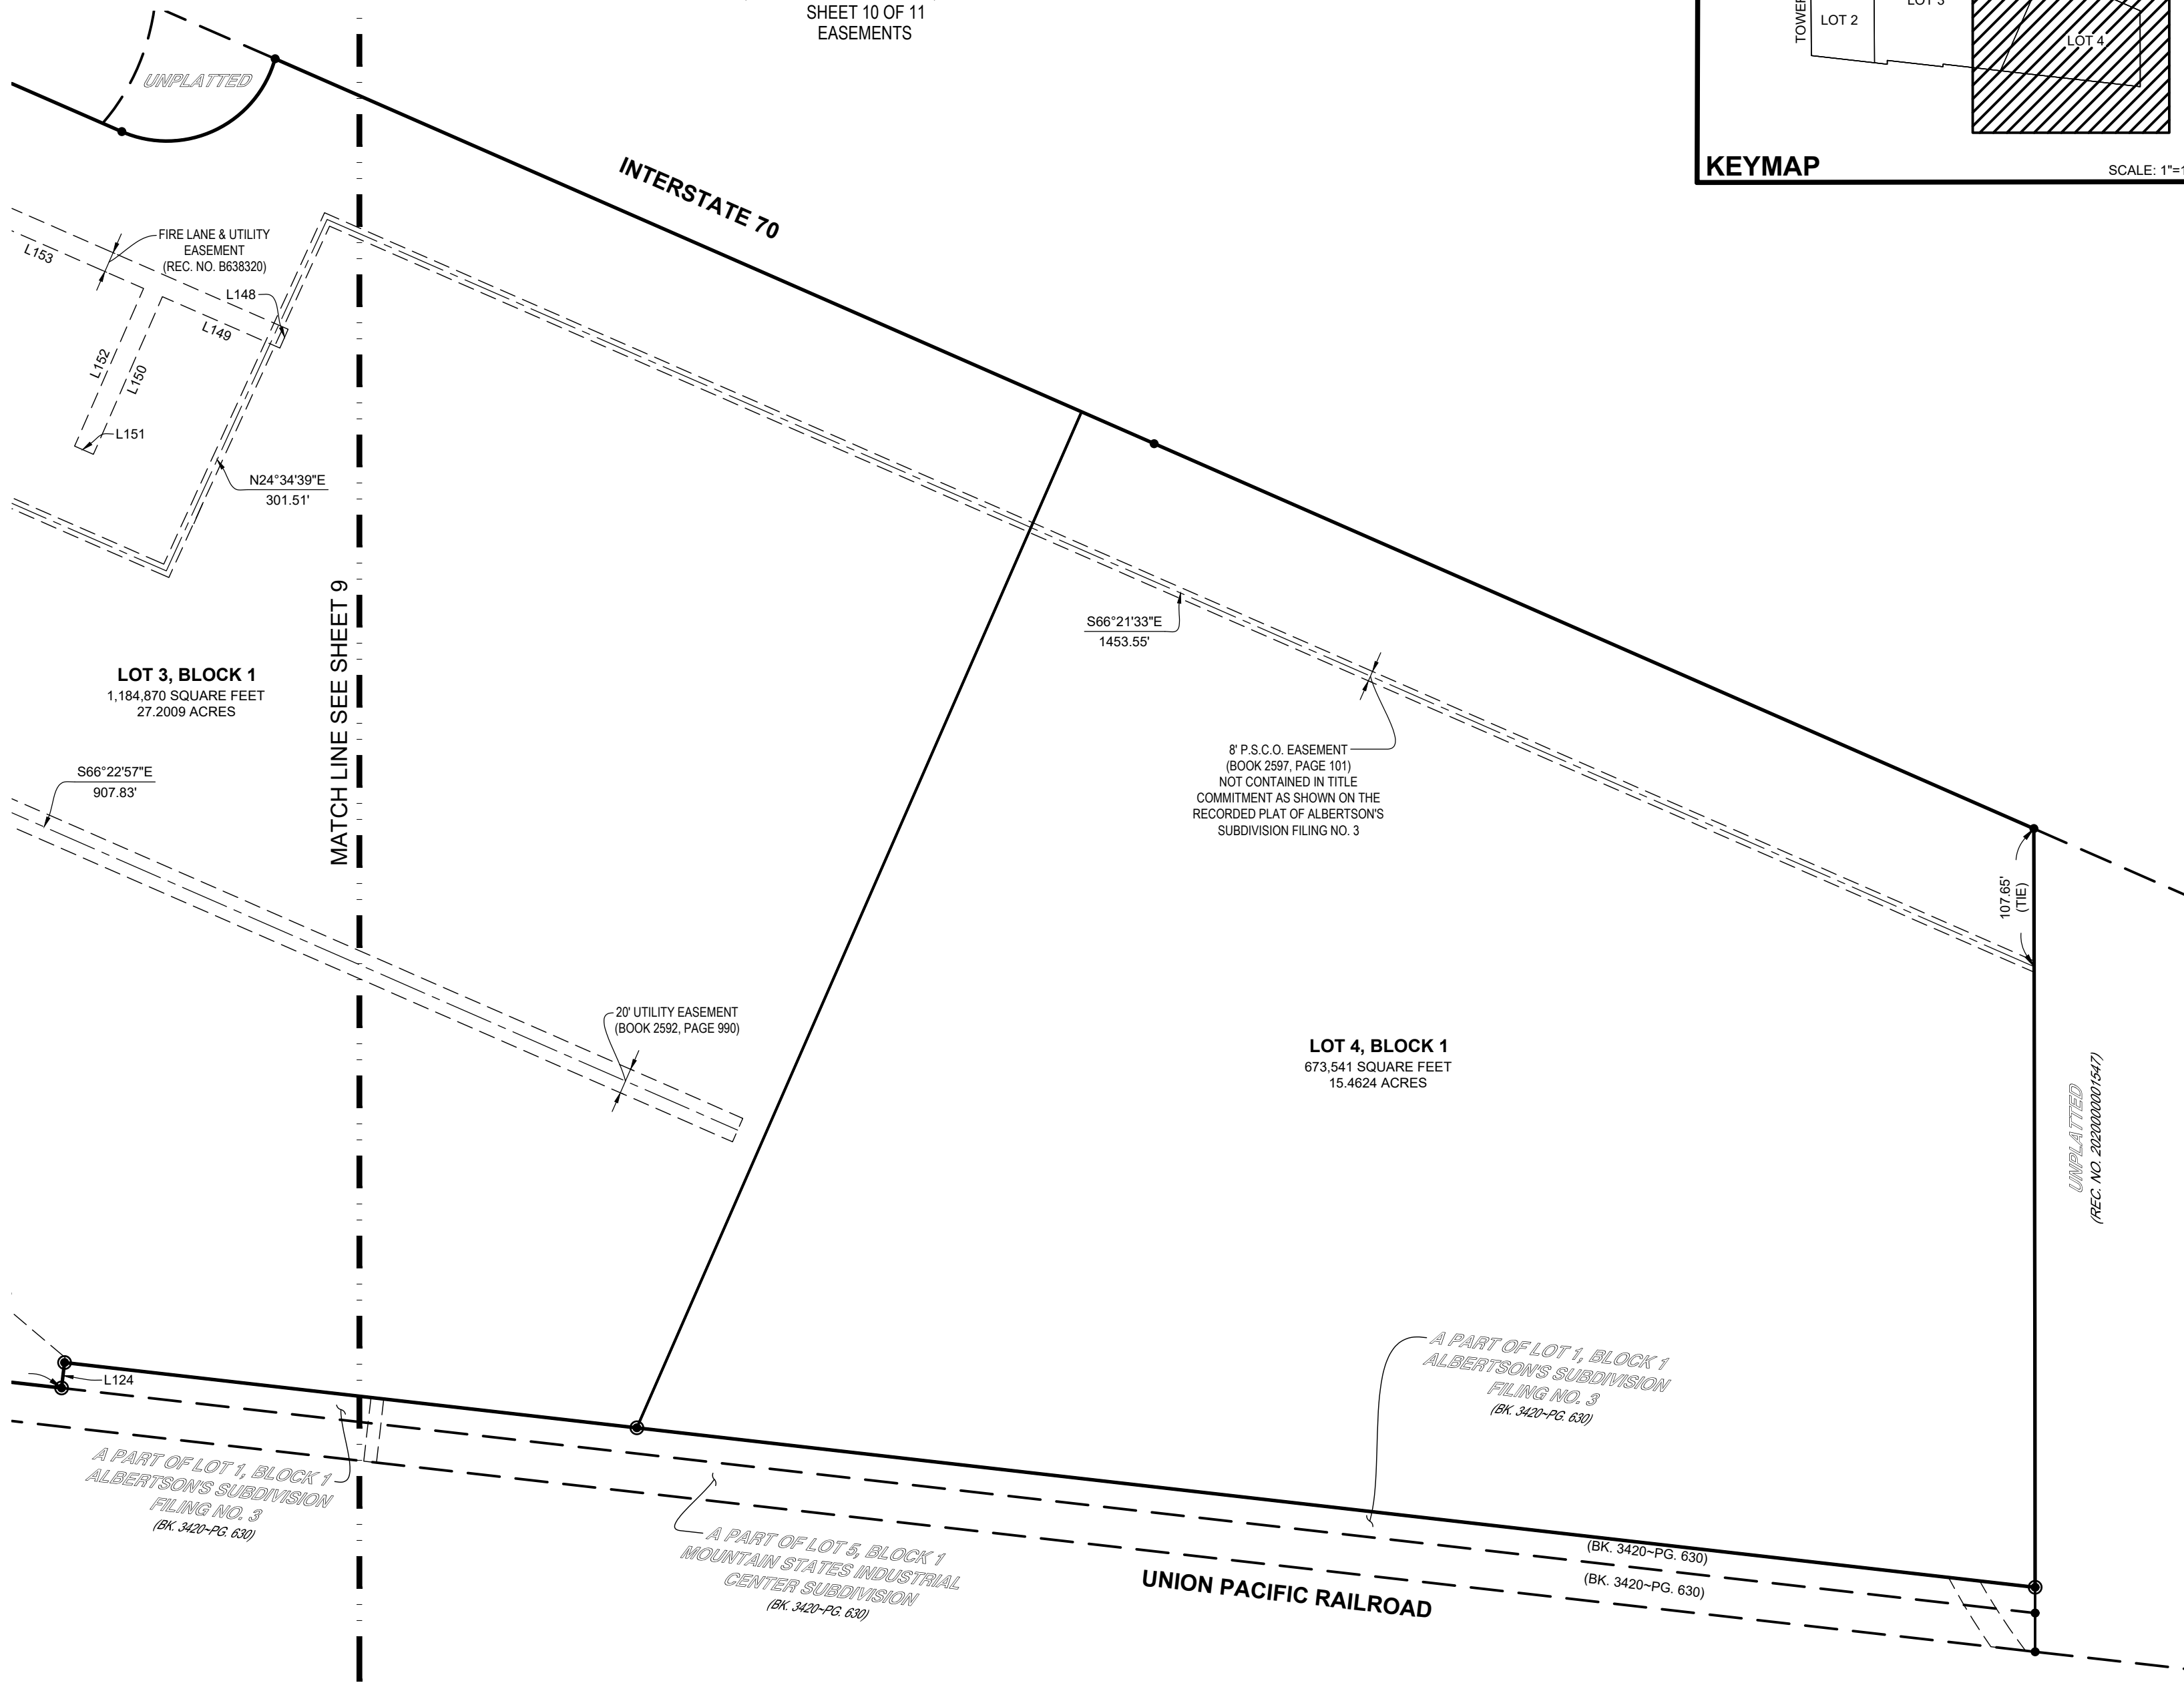 SHEET 10 OF 11
EASEMENTS
TOWER
LOT 2
LOT 3
LOT 4
KEYMAP
SCALE: 1"=1
UNPLATTED
INTERSTATE 70
FIRE LANE & UTILITY
EASEMENT
(REC. NO. B638320)
L153
L148
L149
L152
L150
L151
N24°34'39"E
301.51'
MATCH LINE SEE SHEET 9
S66°21'33"E
1453.55'
LOT 3, BLOCK 1
1,184,870 SQUARE FEET
27.2009 ACRES
8' P.S.C.O. EASEMENT
(BOOK 2597, PAGE 101)
NOT CONTAINED IN TITLE
COMMITMENT AS SHOWN ON THE
RECORDED PLAT OF ALBERTSON'S
SUBDIVISION FILING NO. 3
S66°22'57"E
907.83'
107.65'
(TIE)
20' UTILITY EASEMENT
(BOOK 2592, PAGE 990)
LOT 4, BLOCK 1
673,541 SQUARE FEET
15.4624 ACRES
UNPLATTED
(REC. NO. 2020000001547)
L124
A PART OF LOT 1, BLOCK 1
ALBERTSON'S SUBDIVISION
FILING NO. 3
(BK. 3420~PG. 630)
A PART OF LOT 1, BLOCK 1
ALBERTSON'S SUBDIVISION
FILING NO. 3
(BK. 3420~PG. 630)
A PART OF LOT 5, BLOCK 1
MOUNTAIN STATES INDUSTRIAL
CENTER SUBDIVISION
(BK. 3420~PG. 630)
(BK. 3420~PG. 630)
(BK. 3420~PG. 630)
UNION PACIFIC RAILROAD